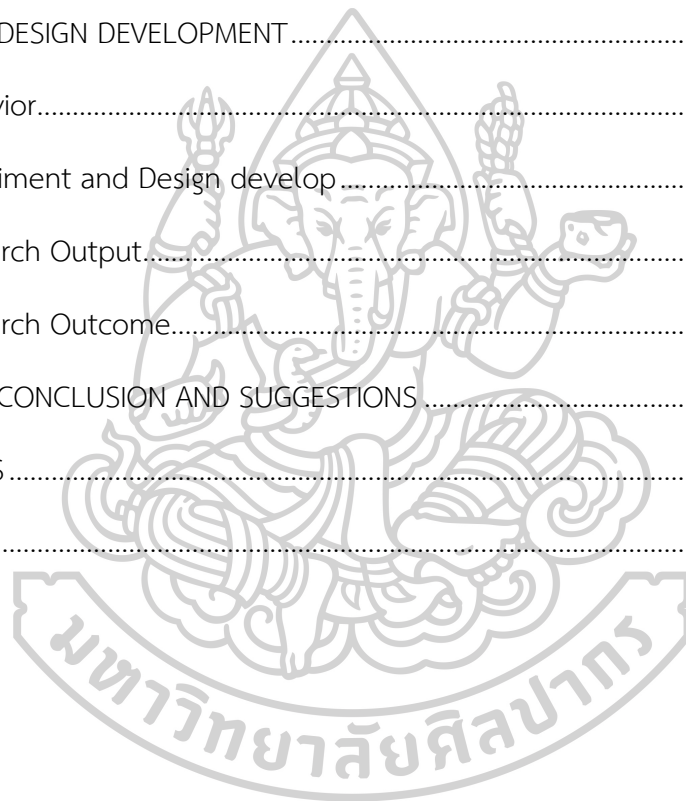 DESIGN DEVELOPMENT
vior
iment and Design develop
rch Output
rch Outcome
CONCLUSION AND SUGGESTIONS
S
มหาวิทยาลัยศิลปากร